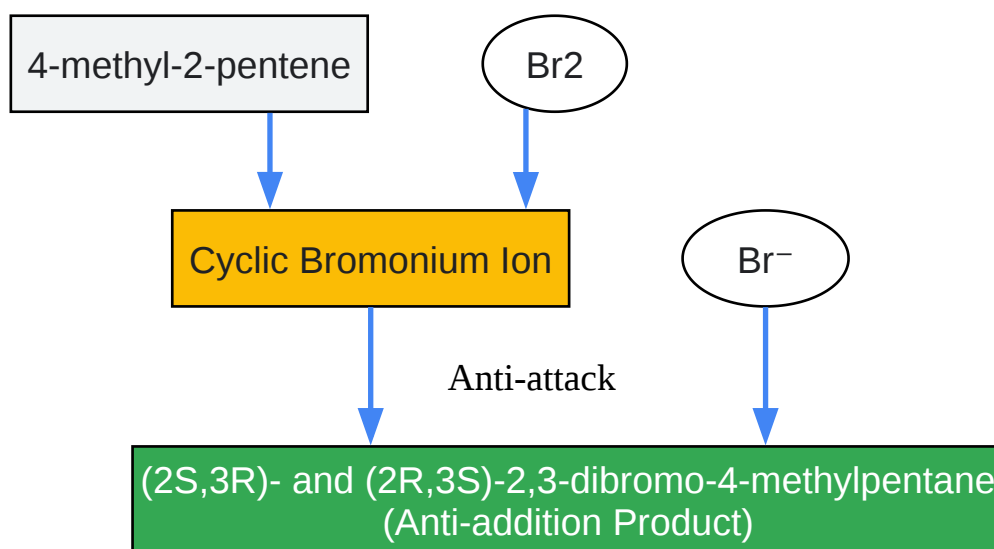 4-methyl-2-pentene
Br2
Cyclic Bromonium Ion
Br⁻
Anti-attack
(2S,3R)- and (2R,3S)-2,3-dibromo-4-methylpentane
(Anti-addition Product)